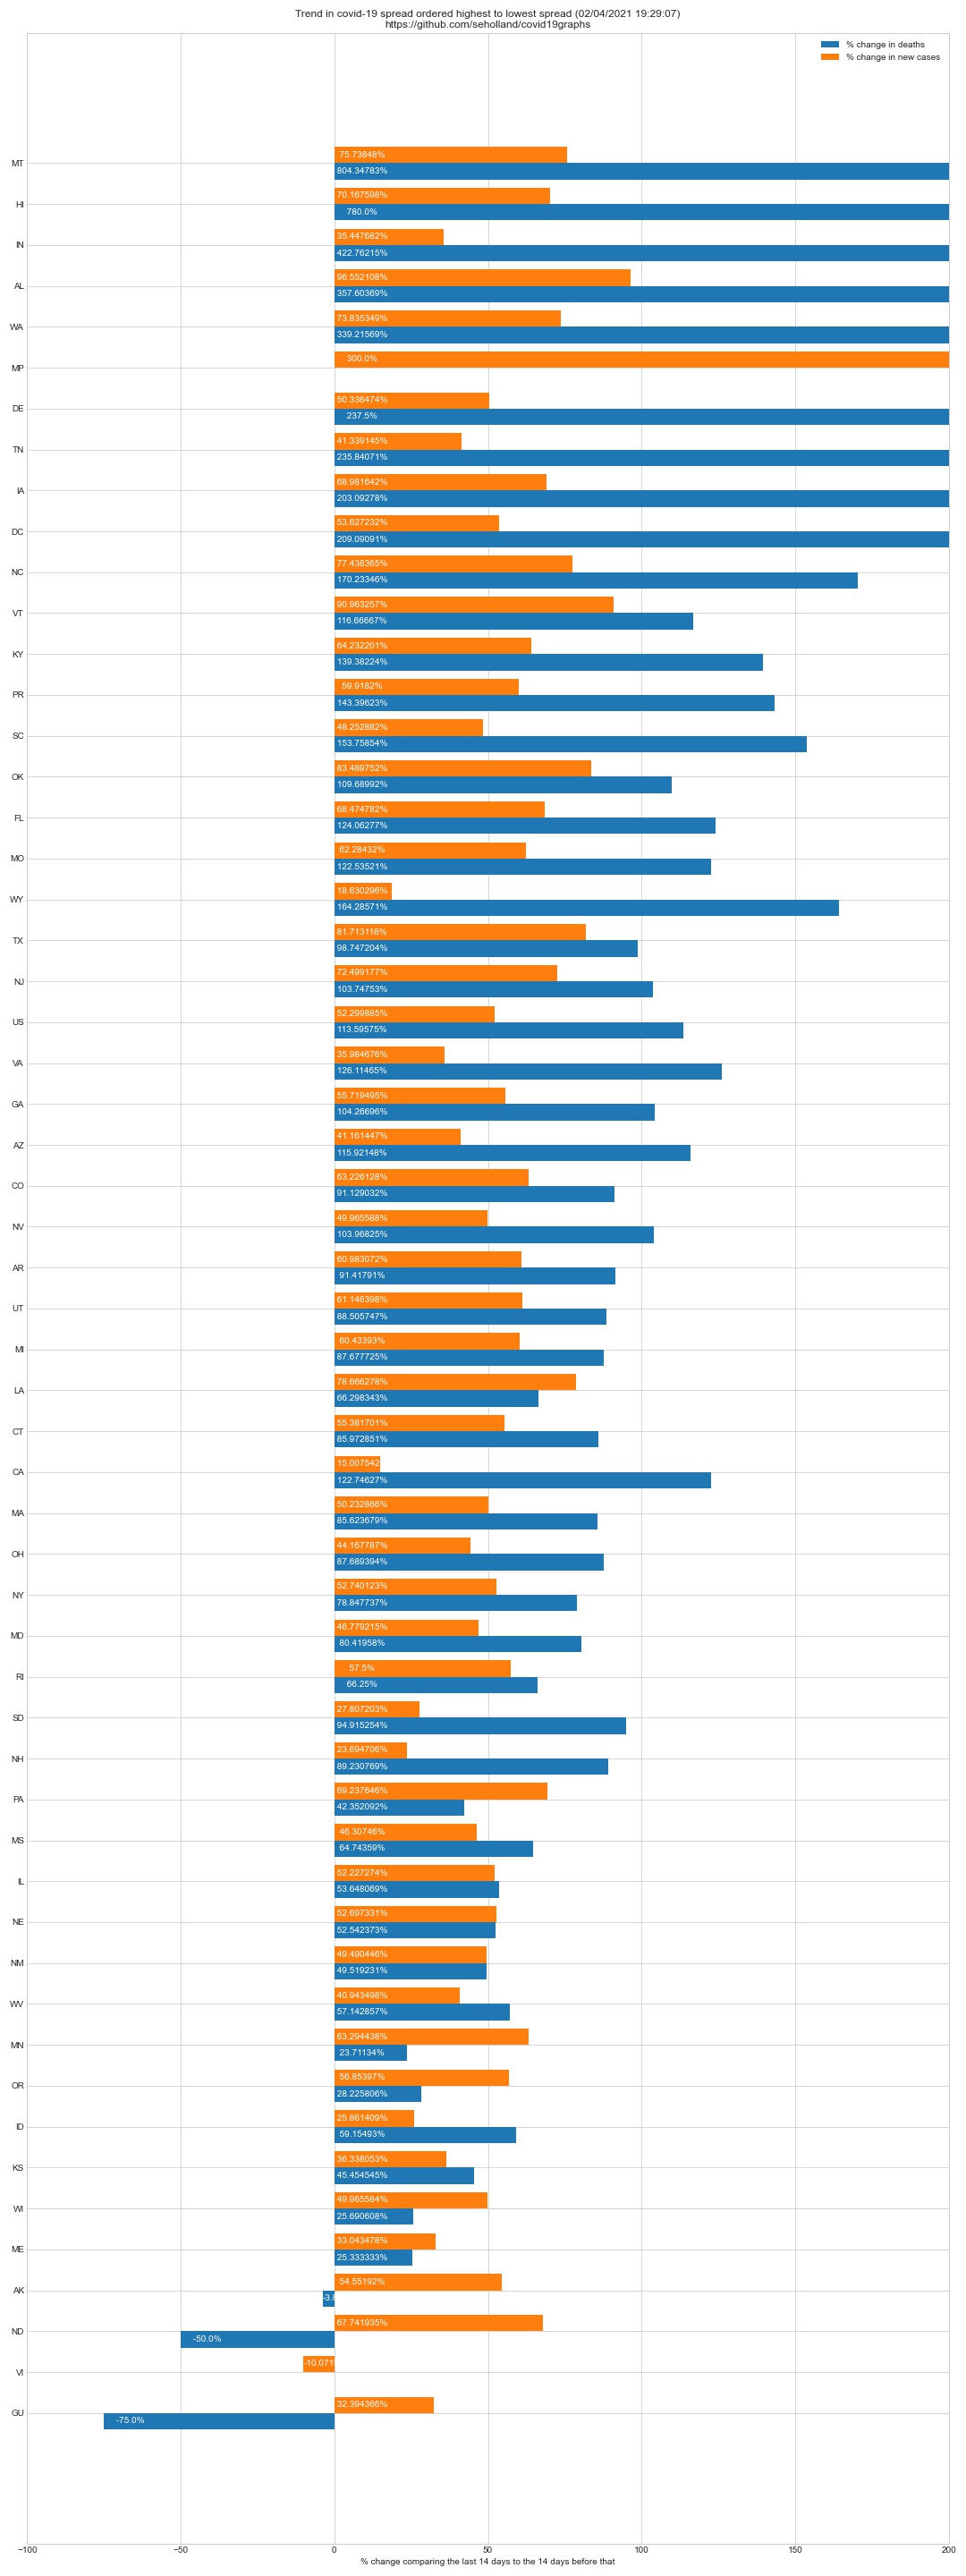 Trend in covid-19 spread ordered highest to lowest spread (02/04/2021 19:29:07)
https://github.com/seholland/covid19graphs
% change in deaths
% change in new cases
75.73848%
MT
804.34783%
70.167598%
HI
780.0%
35.447682%
IN
422.76215%
96.552108%
AL
357.60369%
73.835349%
WA
339.21569%
300.0%
MP
50.336474%
DE
237.5%
41.339145%
TN
235.84071%
68.981642%
IA
203.09278%
53.627232%
DC
209.09091%
77.438365%
NC
170.23346%
90.963257%
VT
116.66667%
64.232201%
KY
139.38224%
59.9182%
PR
143.39623%
48.252882%
SC
153.75854%
83.489752%
OK
109.68992%
68.474782%
FL
124.06277%
62.28432%
MO
122.53521%
18.630296%
WY
164.28571%
81.713118%
TX
98.747204%
72.499177%
NJ
103.74753%
52.299885%
US
113.59575%
35.984676%
VA
126.11465%
55.719495%
GA
104.26696%
41.161447%
AZ
115.92148%
63.226128%
CO
91.129032%
49.965588%
NV
103.96825%
60.983072%
AR
91.41791%
61.146398%
UT
88.505747%
60.43393%
MI
87.677725%
78.666278%
LA
66.298343%
55.381701%
CT
85.972851%
15.007542
CA
122.74627%
50.232866%
MA
85.623679%
44.167787%
OH
87.689394%
52.740123%
NY
78.847737%
46.779215%
MD
80.41958%
57.5%
RI
66.25%
27.807203%
SD
94.915254%
23.694706%
NH
89.230769%
69.237646%
PA
42.352092%
46.30746%
MS
64.74359%
52.227274%
IL
53.648069%
52.697331%
NE
52.542373%
49.490446%
NM
49.519231%
40.943498%
WV
57.142857%
63.294438%
MN
23.71134%
56.85397%
OR
28.225806%
25.861409%
ID
59.15493%
36.338053%
KS
45.454545%
49.965584%
WI
25.690608%
33.043478%
ME
25.333333%
54.55192%
AK
67.741935%
ND
-50.0%
VI
32.394366%
GU
-75.0%
−100 −50 0 50 100 150 200
% change comparing the last 14 days to the 14 days before that